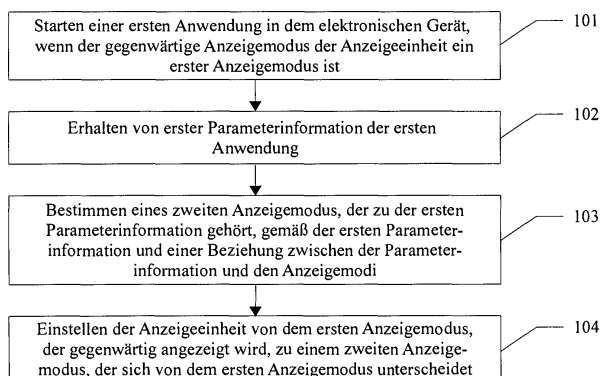 Starten einer ersten Anwendung in dem elektronischen Gerät,
wenn der gegenwärtige Anzeigemodus der Anzeigeeinheit ein
erster Anzeigemodus ist
101
Erhalten von erster Parameterinformation der ersten
Anwendung
102
Bestimmen eines zweiten Anzeigemodus, der zu der ersten
Parameterinformation gehört, gemäß der ersten Parameter-
information und einer Beziehung zwischen der Parameter-
information und den Anzeigemodi
103
Einstellen der Anzeigeeinheit von dem ersten Anzeigemodus,
der gegenwärtig angezeigt wird, zu einem zweiten Anzeige-
modus, der sich von dem ersten Anzeigemodus unterscheidet
104